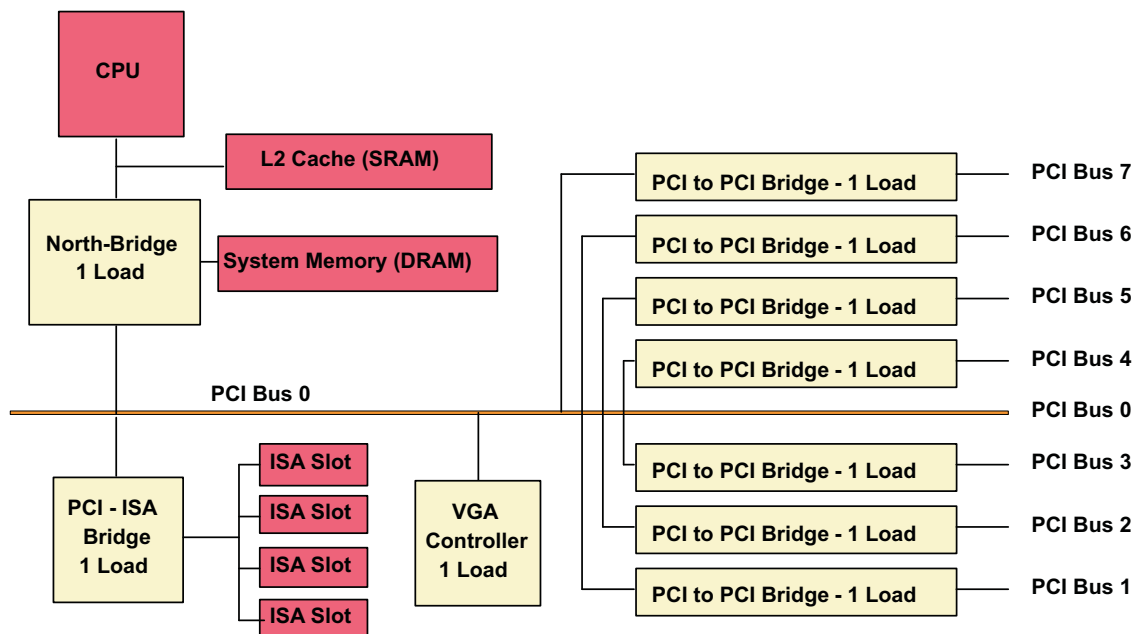 CPU
L2 Cache (SRAM)
North-Bridge
1 Load
System Memory (DRAM)
PCI to PCI Bridge - 1 Load
PCI Bus 7
PCI to PCI Bridge - 1 Load
PCI Bus 6
PCI to PCI Bridge - 1 Load
PCI Bus 5
PCI to PCI Bridge - 1 Load
PCI Bus 4
PCI Bus 0
PCI Bus 0
PCI - ISA
Bridge
1 Load
ISA Slot
ISA Slot
ISA Slot
ISA Slot
VGA
Controller
1 Load
PCI to PCI Bridge - 1 Load
PCI Bus 3
PCI to PCI Bridge - 1 Load
PCI Bus 2
PCI to PCI Bridge - 1 Load
PCI Bus 1